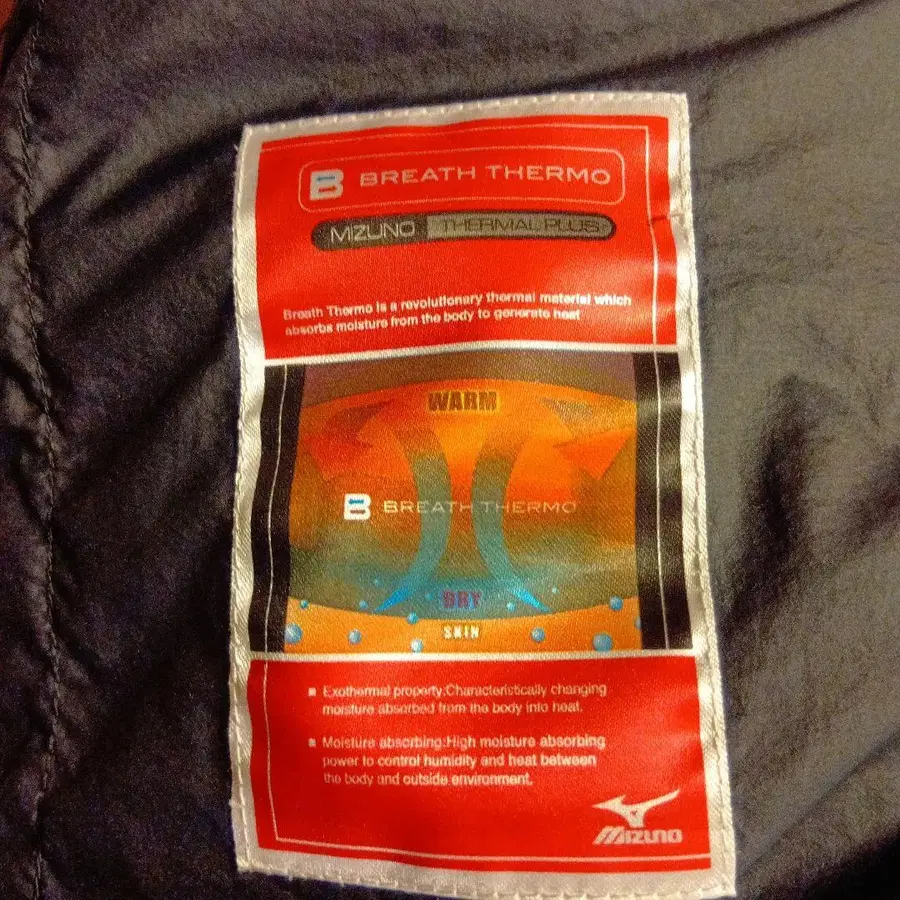 B BREATH THERMO
MIZUNO THERMAL PLUS
Breath Thermo is a revolutionary thermal material which
absorbs moisture from the body to generate heat
WARM
B BREATH THERMO
DRY
SKIN
Exothermal property:Characteristically changing
moisture absorbed from the body into heat.
Moisture absorbing:High moisture absorbing
power to control humidity and heat between
the body and outside environment.
MIZUNO